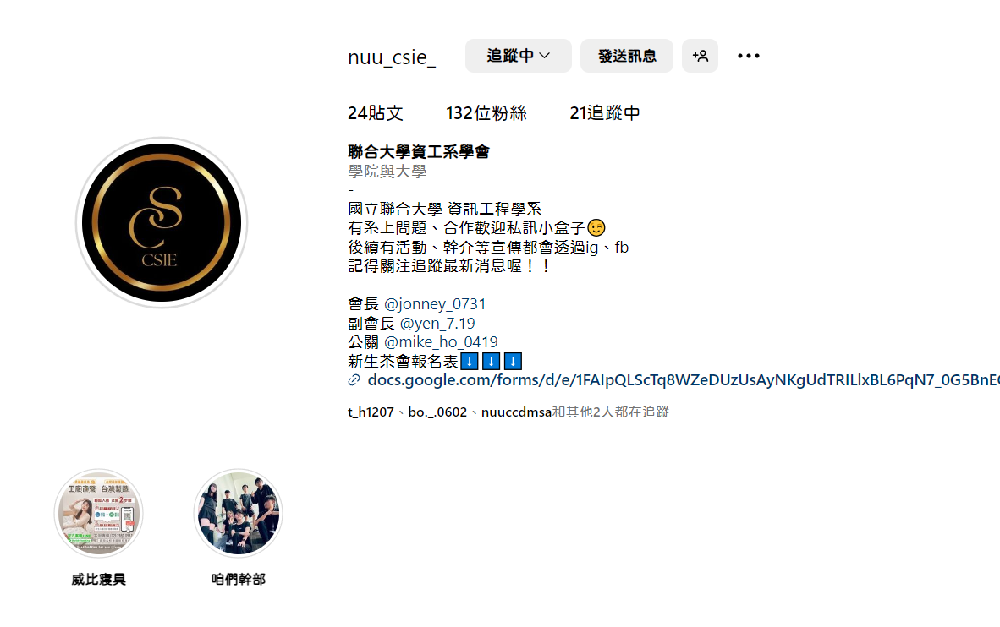 nuu_csie_
追蹤中
發送訊息
24貼文
132位粉絲
21追蹤中
CSIE
聯合大學資工系學會
學院與大學
-
國立聯合大學 資訊工程學系
有系上問題、合作歡迎私訊小盒子😉
後續有活動、幹介等宣傳都會透過ig、fb
記得關注追蹤最新消息喔！！
-
會長 @jonney_0731
副會長 @yen_7.19
公關 @mike_ho_0419
新生茶會報名表⬇️⬇️⬇️
docs.google.com/forms/d/e/1FAIpQLScTq8WZeDUzUsAyNKgUdTRILlxBL6PqN7_0G5BnE
t_h1207、bo._.0602、nuuccdmsa和其他2人都在追蹤
工廠直營 台灣製造
威比寢具
咱們幹部